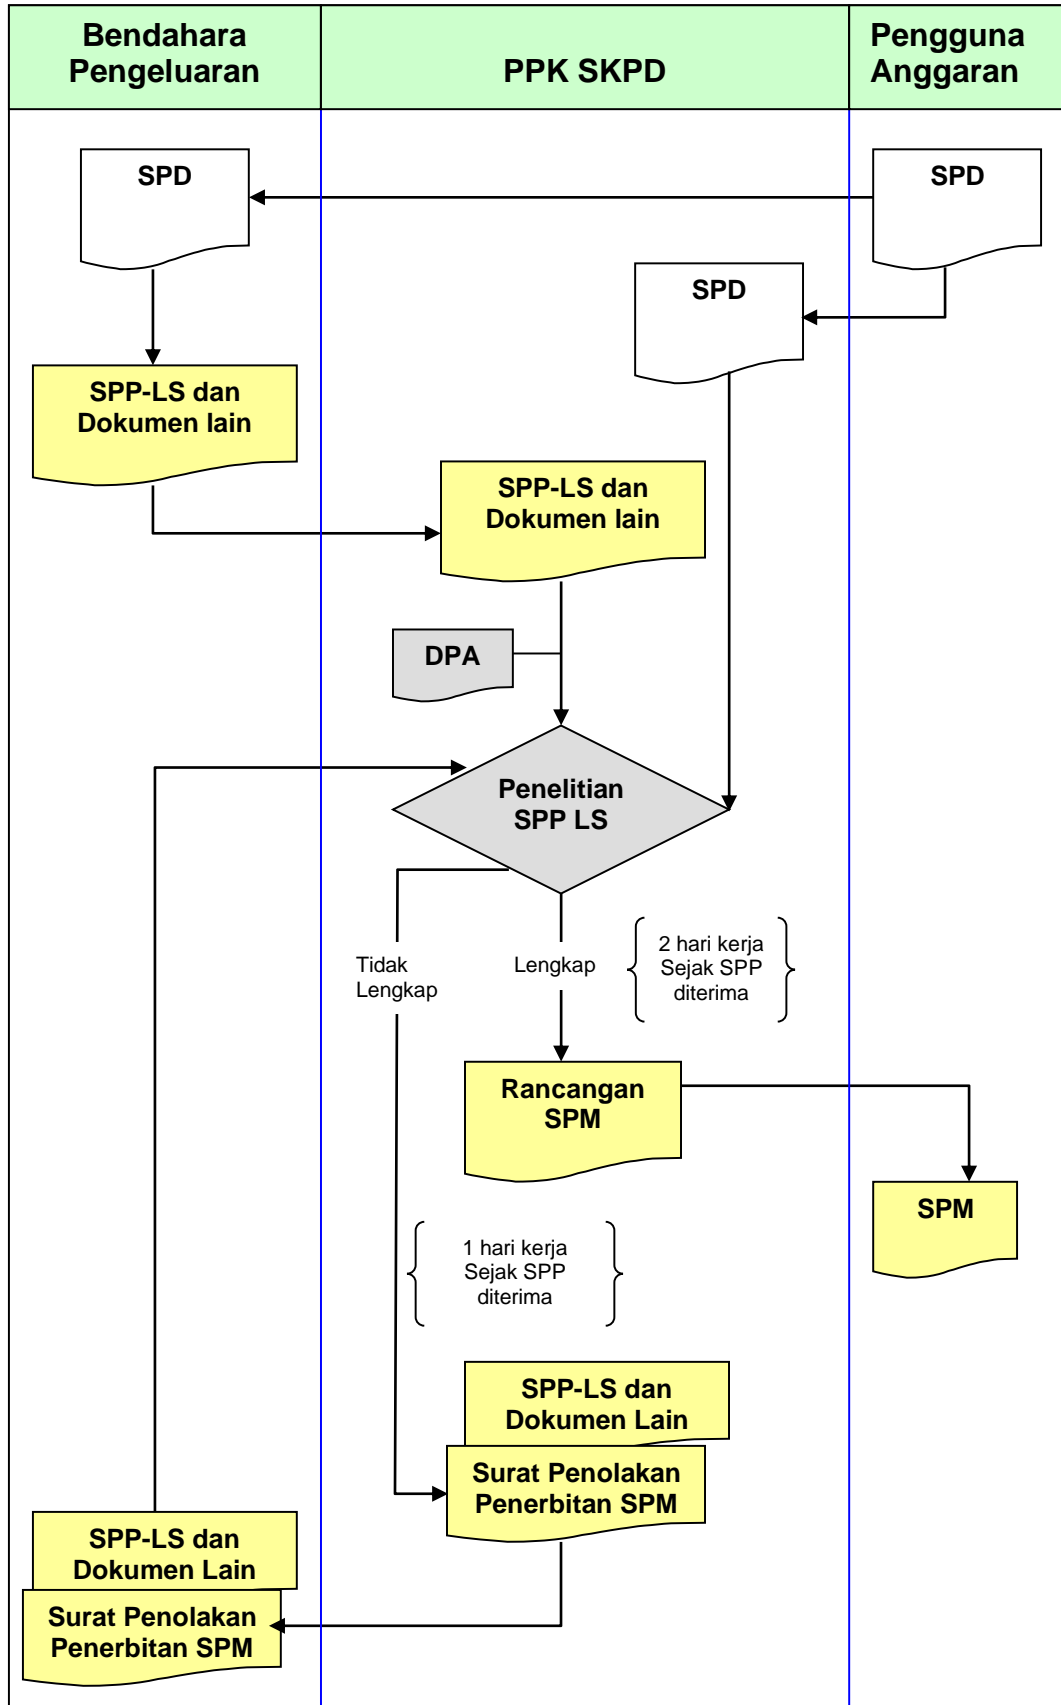 Bendahara
Pengeluaran
PPK SKPD
Pengguna
Anggaran
SPD
SPD
SPD
SPP-LS dan
Dokumen lain
SPP-LS dan
Dokumen lain
DPA
Penelitian
SPP LS
Tidak
Lengkap
Lengkap
2 hari kerja
Sejak SPP
diterima
Rancangan
SPM
SPM
1 hari kerja
Sejak SPP
diterima
SPP-LS dan
Dokumen Lain
Surat Penolakan
Penerbitan SPM
SPP-LS dan
Dokumen Lain
Surat Penolakan
Penerbitan SPM